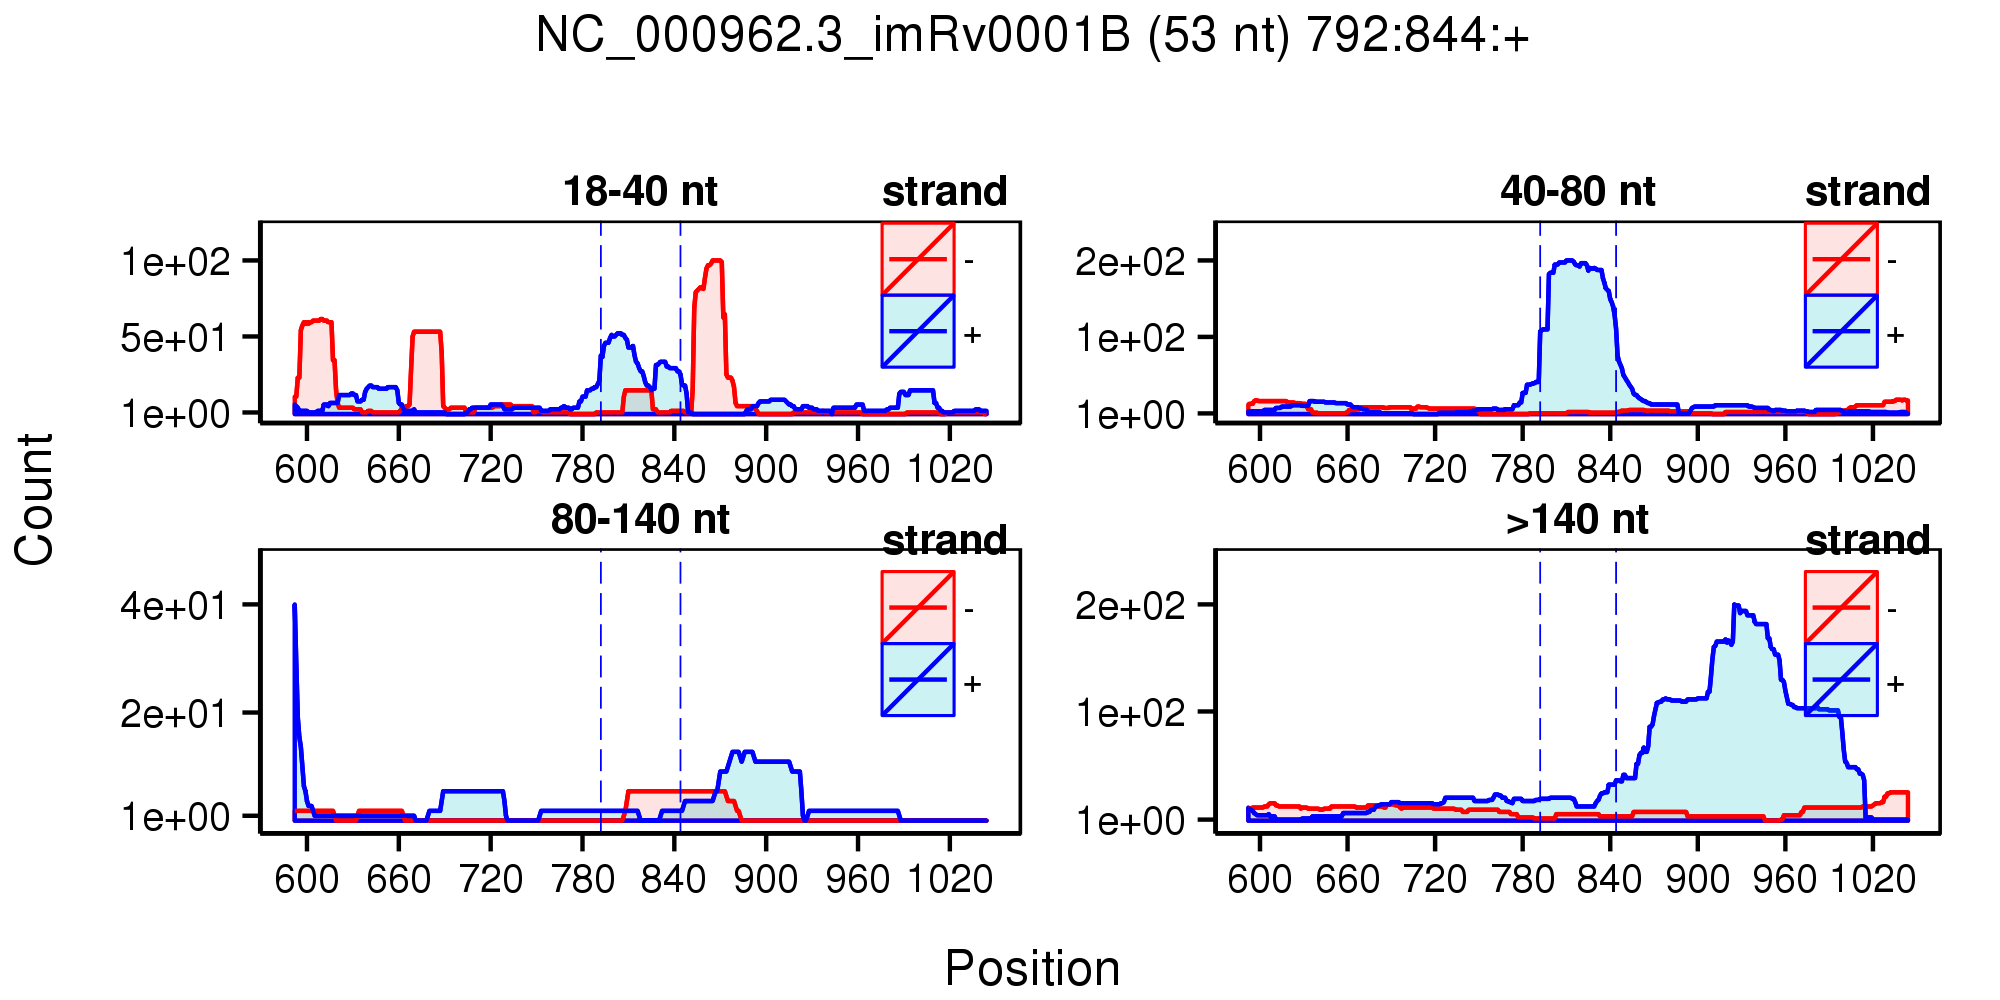 NC_000962.3_imRv0001B (53 nt) 792:844:+
18-40 nt
strand
-
+
1e+02
5e+01
1e+00
600 660 720 780 840 900 960 1020
40-80 nt
strand
-
+
2e+02
1e+02
1e+00
600 660 720 780 840 900 960 1020
80-140 nt
strand
-
+
4e+01
2e+01
1e+00
600 660 720 780 840 900 960 1020
>140 nt
strand
-
+
2e+02
1e+02
1e+00
600 660 720 780 840 900 960 1020
Count
Position